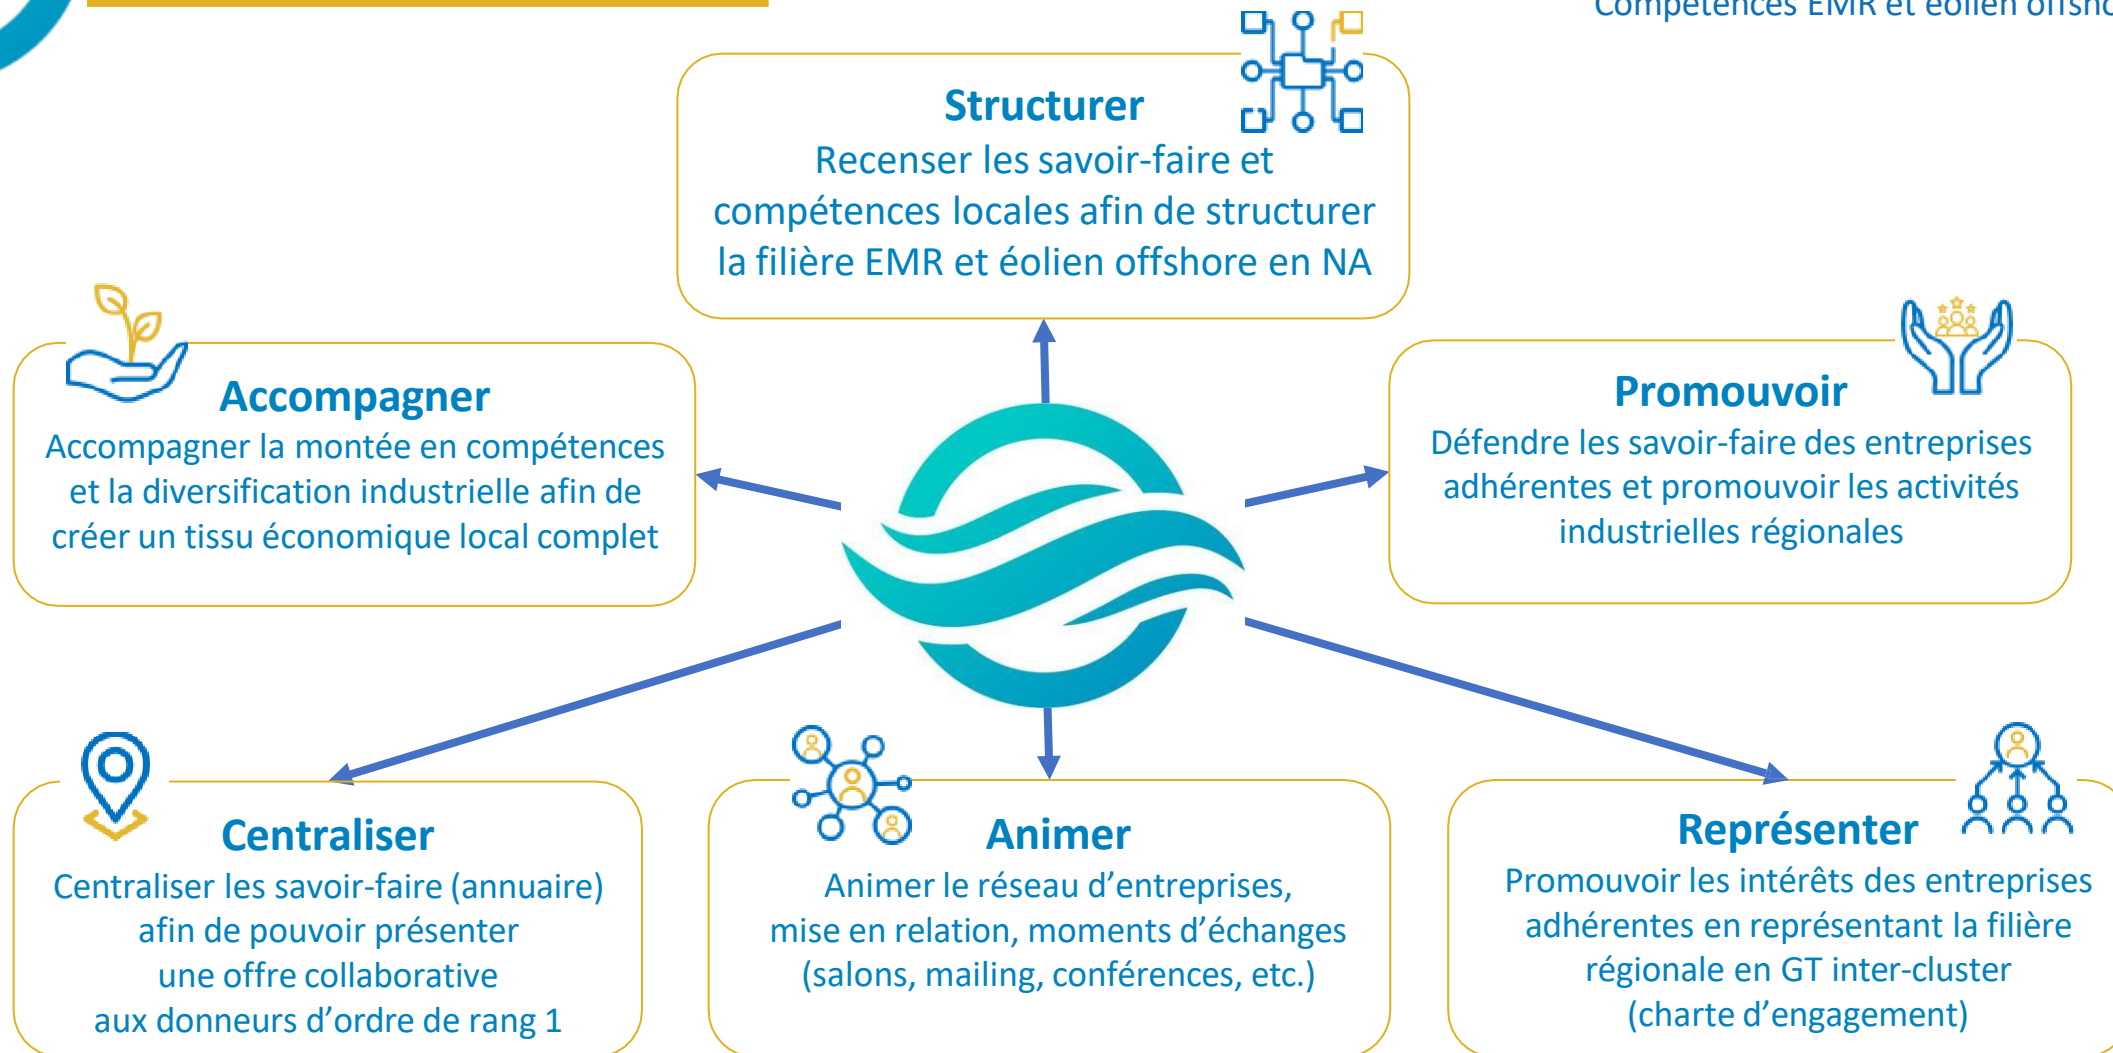 Compétences EMR et éolien
Structurer
Recenser les savoir-faire et
compétences locales afin de structurer
la filière EMR et éolien offshore en NA
Accompagner
Accompagner la montée en compétences
et la diversification industrielle afin de
créer un tissu économique local complet
Promouvoir
Défendre les savoir-faire des entreprises
adhérentes et promouvoir les activités
industrielles régionales
Centraliser
Centraliser les savoir-faire (annuaire)
afin de pouvoir présenter
une offre collaborative
aux donneurs d’ordre de rang 1
Animer
Animer le réseau d’entreprises,
mise en relation, moments d’échanges
(salons, mailing, conférences, etc.)
Représenter
Promouvoir les intérêts des entreprises
adhérentes en représentant la filière
régionale en GT inter-cluster
(charte d’engagement)